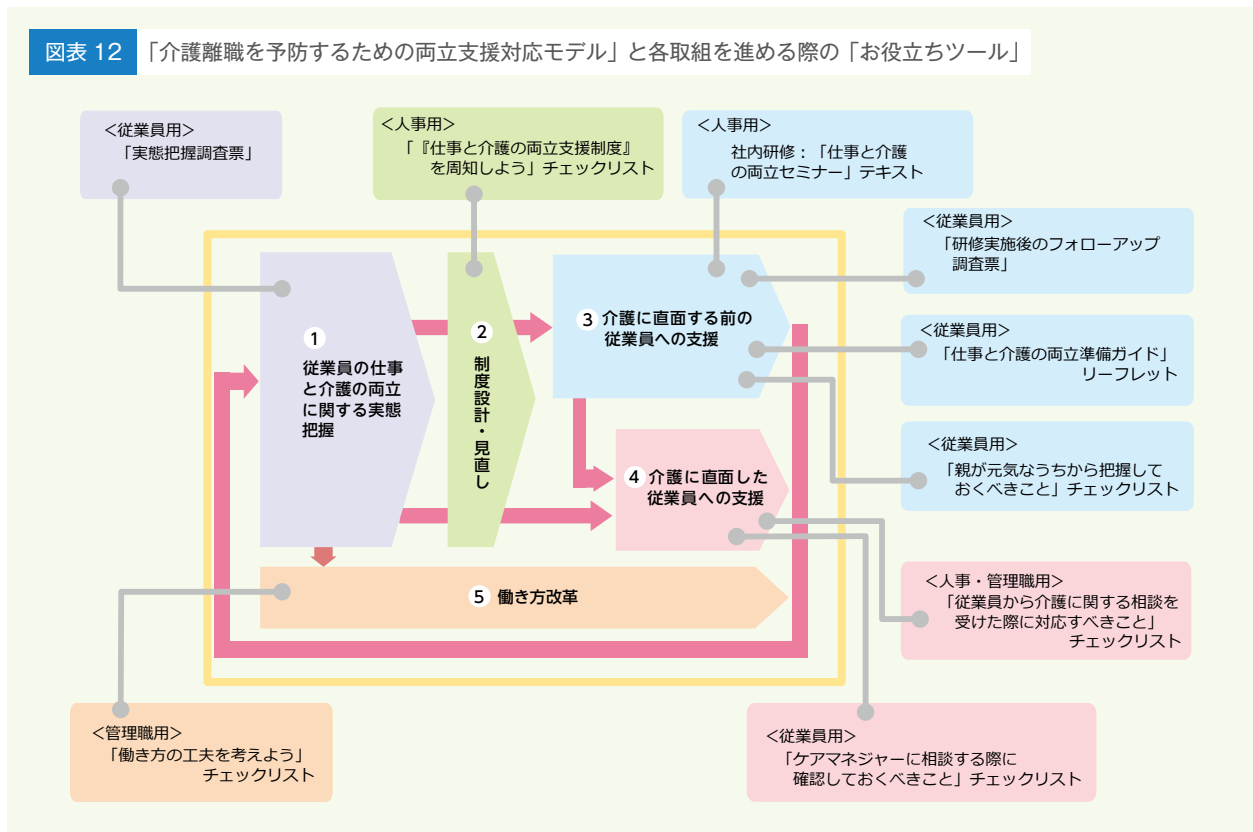 図表 12 「介護離職を予防するための両立支援対応モデル」と各取組を進める際の「お役立ちツール」
<従業員用>
「実態把握調査票」
<人事用>
「『仕事と介護の両立支援制度』
を周知しよう」チェックリスト
<人事用>
社内研修：「仕事と介護
の両立セミナー」テキスト
<従業員用>
「研修実施後のフォローアップ
調査票」
<従業員用>
「仕事と介護の両立準備ガイド」
リーフレット
<従業員用>
「親が元気なうちから把握して
おくべきこと」チェックリスト
1
従業員の仕事
と介護の両立
に関する実態
把握
2
制度設計・見直し
3 介護に直面する前の
従業員への支援
4 介護に直面した
従業員への支援
5 働き方改革
<人事・管理職用>
「従業員から介護に関する相談を
受けた際に対応すべきこと」
チェックリスト
<管理職用>
「働き方の工夫を考えよう」
チェックリスト
<従業員用>
「ケアマネジャーに相談する際に
確認しておくべきこと」チェックリスト